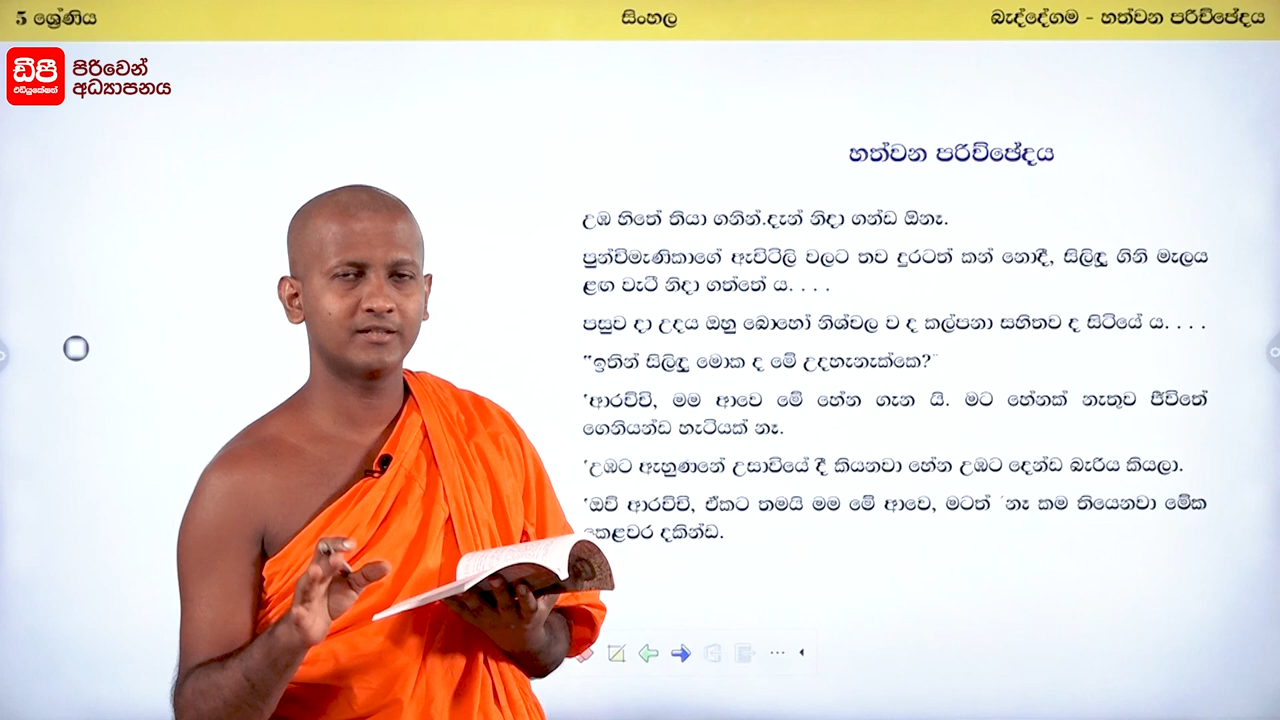 5 ශ්‍රේණිය
සිංහල
බැද්දේගම - හත්වන පරිච්ඡේදය
ඩීපී
එඩියුකේෂන්
පිරිවෙන්
අධ්‍යාපනය
හත්වන පරිච්ඡේදය
උඹ හිතේ තියා ගනින්.දැන් නිදා ගන්ඩ ඕනෑ.
පුන්චිමැණිකාගේ ඇවිටිලි වලට තව දුරටත් කන් නොදී, සිලිඳු ගිනි මැලය
ළඟ වැටී නිදා ගත්තේ ය. . . .
පසුව දා උදය ඔහු බොහෝ නිශ්චල ව ද කල්පනා සහිතව ද සිටියේ ය. . . .
"ඉතින් සිලිඳු මොක ද මේ උදහැනැක්කෙ?"
'ආරච්චි, මම ආවෙ මේ හේන ගැන යි. මට හේනක් නැතුව ජීවිතේ
ගෙනියන්ඩ හැටියක් නෑ.
'උඹට ඇහුණනේ උසාවියේ දී කියනවා හේන උඹට දෙන්ඩ බැරිය කියලා.
'ඔව් ආරච්චි, ඒකට තමයි මම මේ ආවෙ, මටත් 'නෑ කම තියෙනවා මේක
කෙළවර දකින්ඩ.